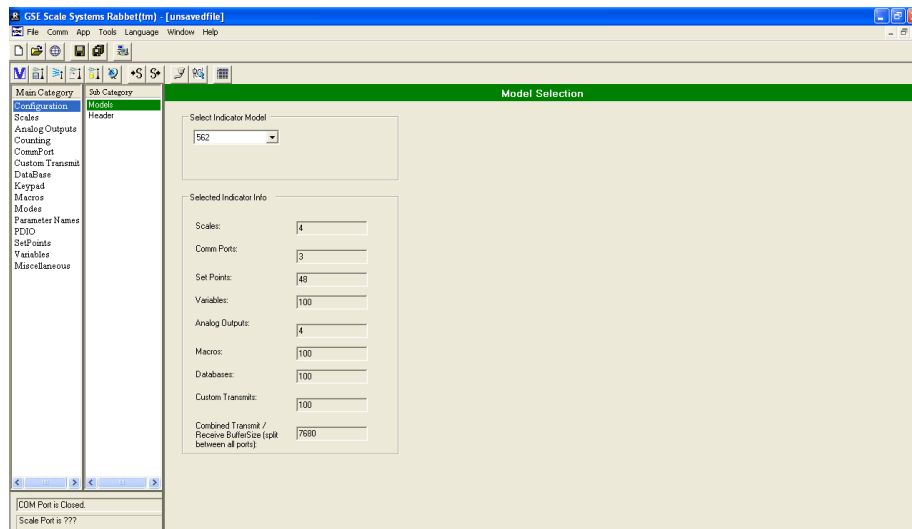 GSE Scale Systems Rabbet(tm) - [unsavedfile]
File Comm App Tools Language Window Help
Main Category
Sub Category
Model Selection
Configuration
Scales
Analog Outputs
Counting
CommPort
Custom Transmit
DataBase
Keypad
Macros
Modes
Parameter Names
PDIO
SetPoints
Variables
Miscellaneous
Models
Header
Select Indicator Model
562
Selected Indicator Info
Scales: 4
Comm Ports: 3
Set Points: 48
Variables: 100
Analog Outputs: 4
Macros: 100
Databases: 100
Custom Transmits: 100
Combined Transmit /
Receive BufferSize (split 7680
between all ports):
COM Port is Closed.
Scale Port is ???